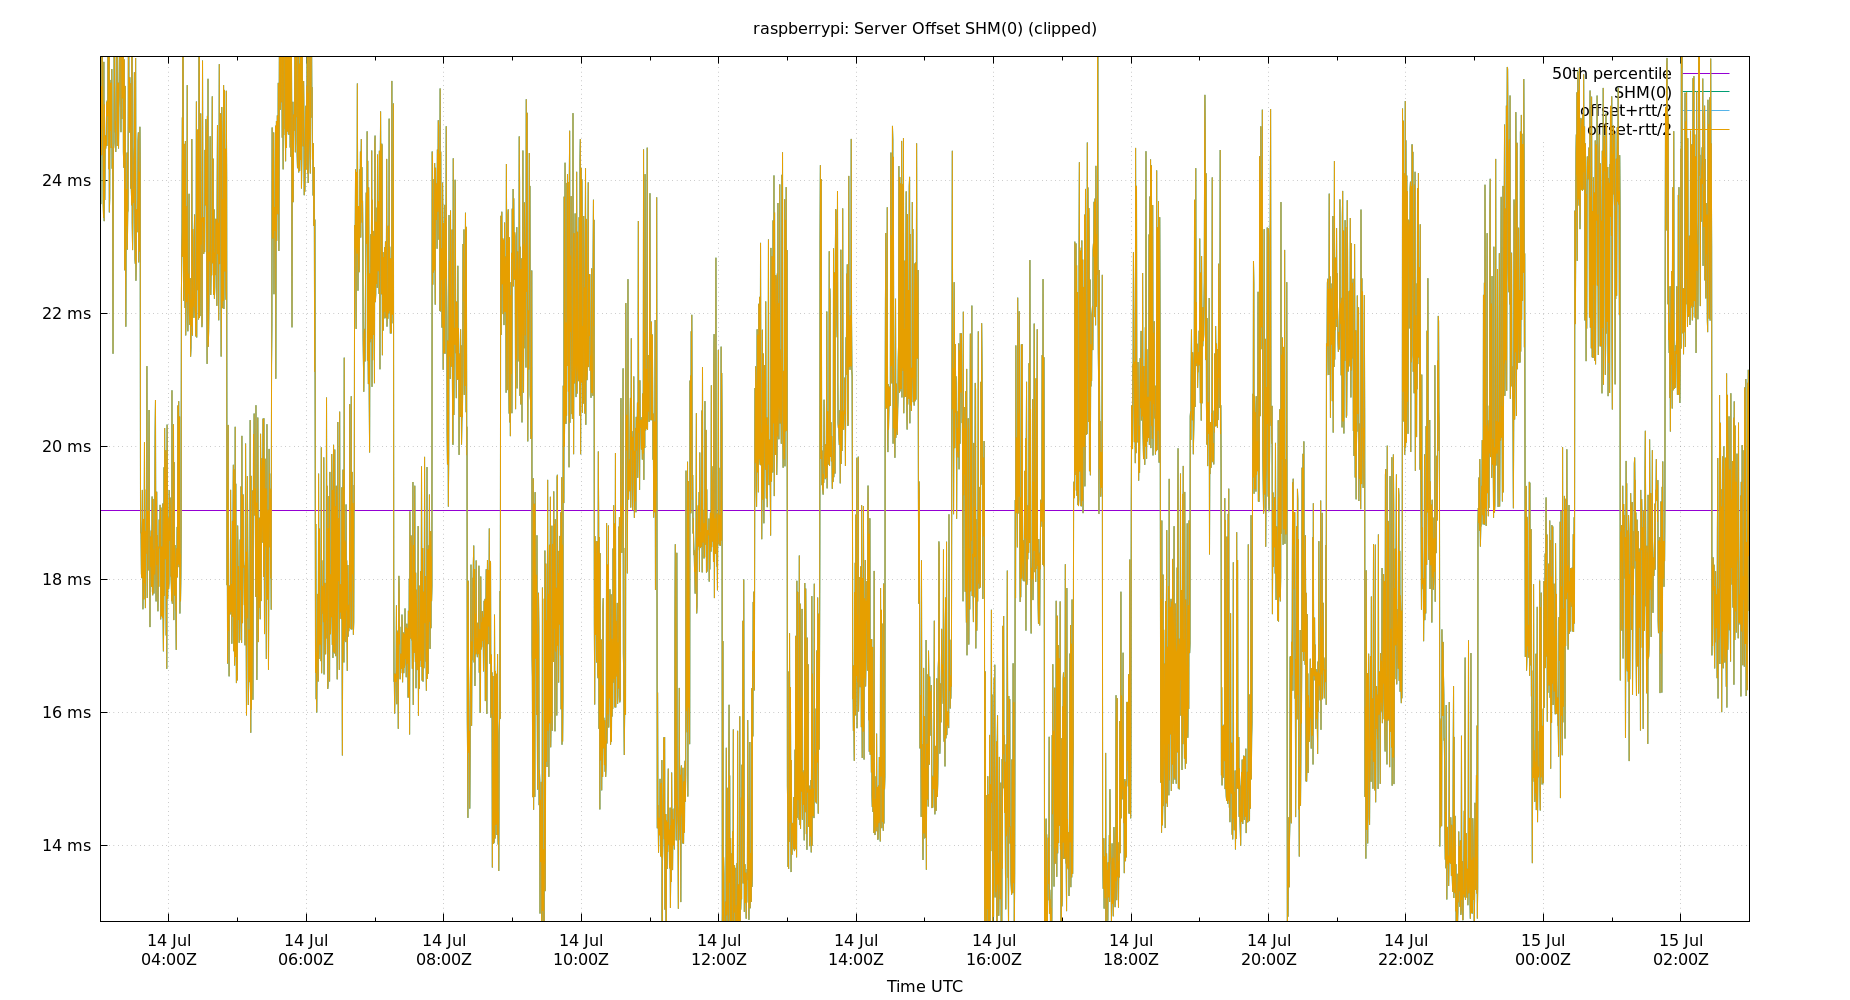 raspberrypi: Server Offset SHM(0) (clipped)
50th percentile
SHM(0)
offset+rtt/2
offset-rtt/2
24 ms
22 ms
20 ms
18 ms
16 ms
14 ms
14 Jul 14 Jul 14 Jul 14 Jul 14 Jul 14 Jul 14 Jul 14 Jul 14 Jul 14 Jul 15 Jul 15 Jul
04:00Z 06:00Z 08:00Z 10:00Z 12:00Z 14:00Z 16:00Z 18:00Z 20:00Z 22:00Z 00:00Z 02:00Z
Time UTC